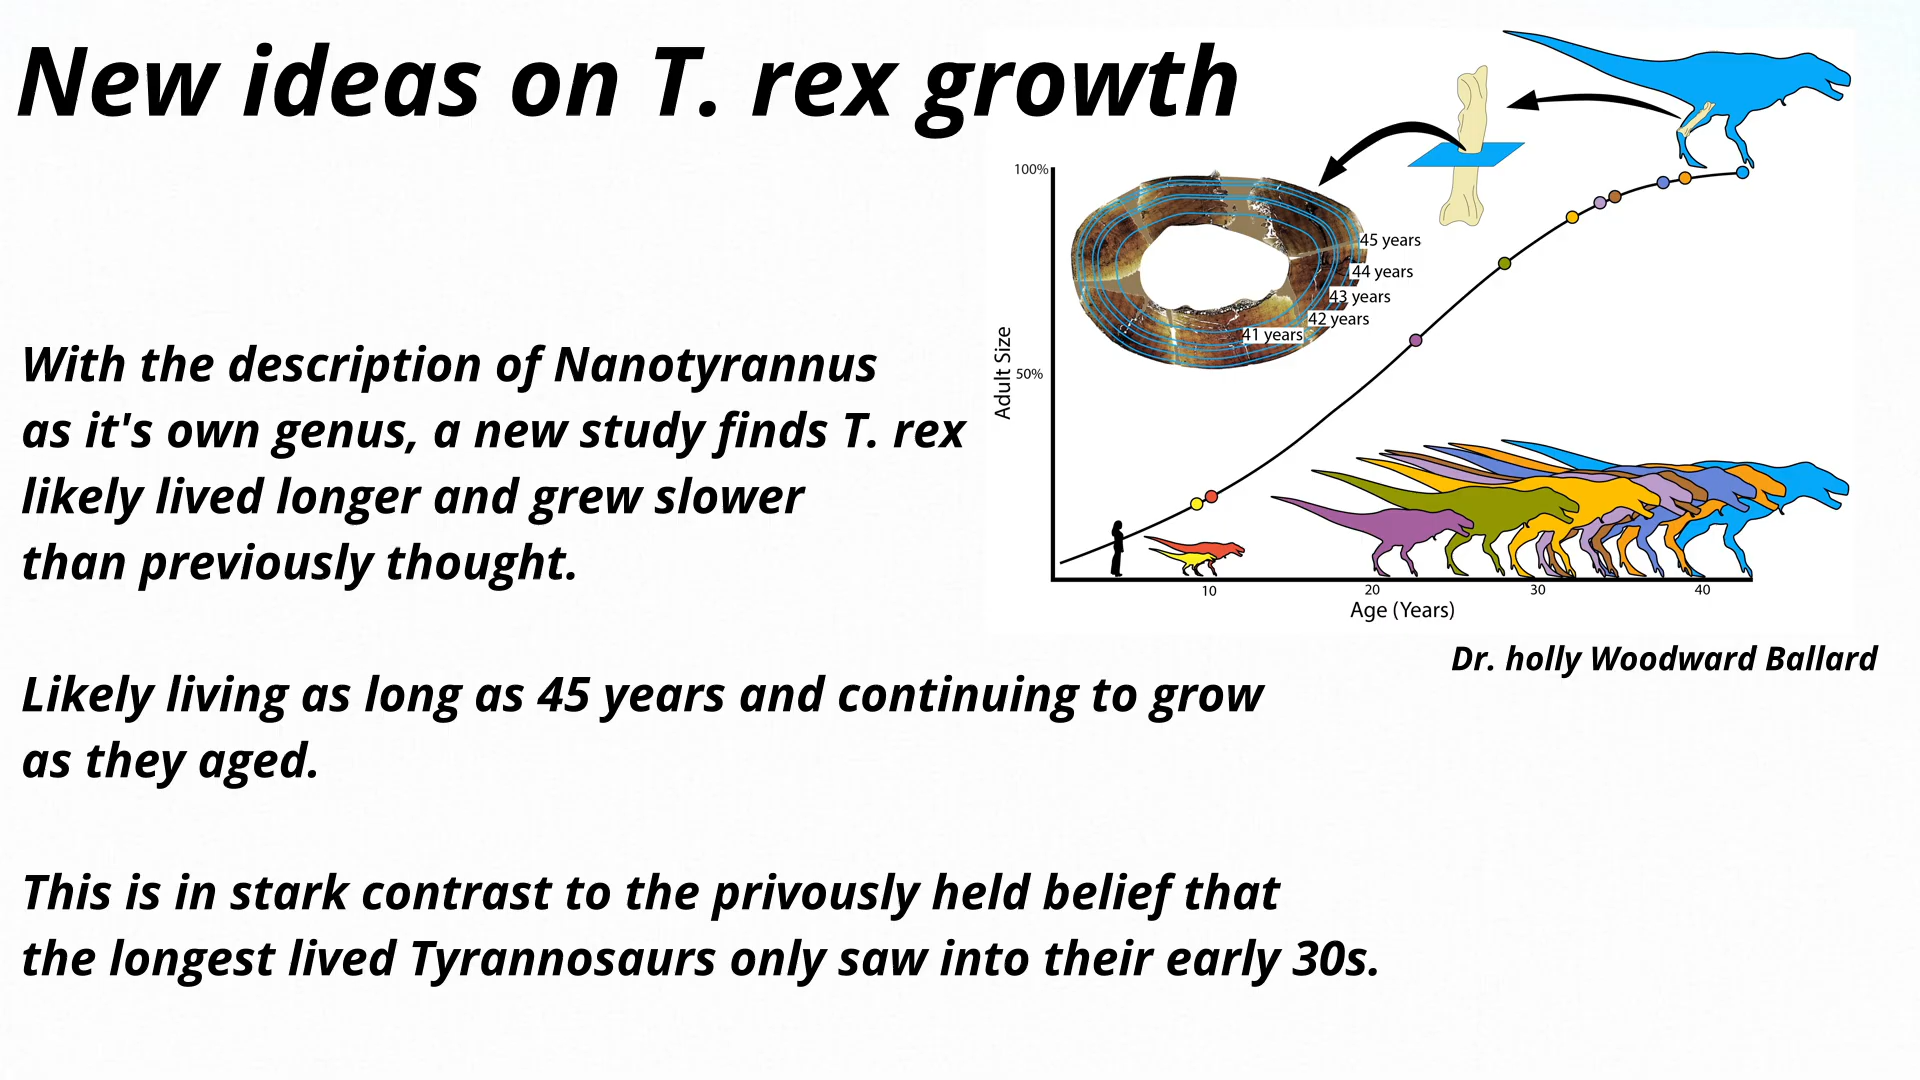 New ideas on T. rex growth
With the description of Nanotyrannus
as it's own genus, a new study finds T. rex
likely lived longer and grew slower
than previously thought.
Likely living as long as 45 years and continuing to grow
as they aged.
This is in stark contrast to the privously held belief that
the longest lived Tyrannosaurs only saw into their early 30s.
100%
50%
Adult Size
45 years
44 years
43 years
42 years
41 years
10
20
30
40
Age (Years)
Dr. holly Woodward Ballard